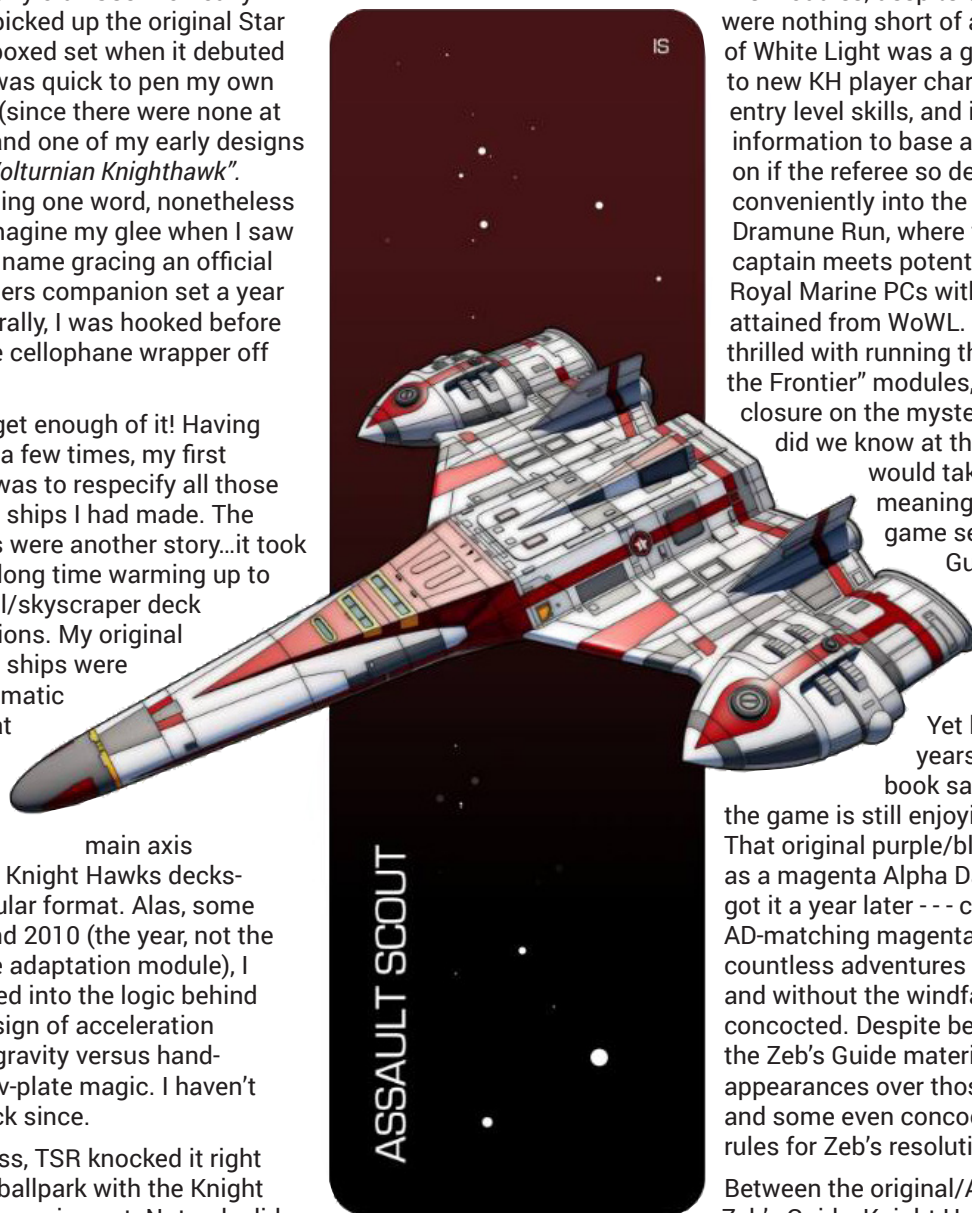 picked up the original Star
boxed set when it debuted
was quick to pen my own
(since there were none at
and one of my early designs
Volturnian Knighthawk”.
ing one word, nonetheless
magine my glee when I saw
name gracing an official
ers companion set a year
rally, I was hooked before
e cellophane wrapper off
get enough of it! Having
a few times, my first
was to respecify all those
ships I had made. The
s were another story…it took
long time warming up to
l/skyscraper deck
ions. My original
ships were
matic
at
main axis
Knight Hawks decks-
ular format. Alas, some
nd 2010 (the year, not the
e adaptation module), I
ed into the logic behind
sign of acceleration
gravity versus hand-
v-plate magic. I haven’t
ck since.
ss, TSR knocked it right
ballpark with the Knight
IS
ASSAULT SCOUT
were nothing short of a
of White Light was a g
to new KH player char
entry level skills, and i
information to base a
on if the referee so de
conveniently into the
Dramune Run, where
captain meets potent
Royal Marine PCs with
attained from WoWL.
thrilled with running th
the Frontier” modules,
closure on the myste
did we know at th
would tak
meaning
game se
Gu
Yet
years
book sa
the game is still enjoyi
That original purple/bl
as a magenta Alpha D
got it a year later - - - c
AD-matching magenta
countless adventures
and without the windfa
concocted. Despite be
the Zeb’s Guide materi
appearances over thos
and some even concoc
rules for Zeb’s resoluti
Between the original/A